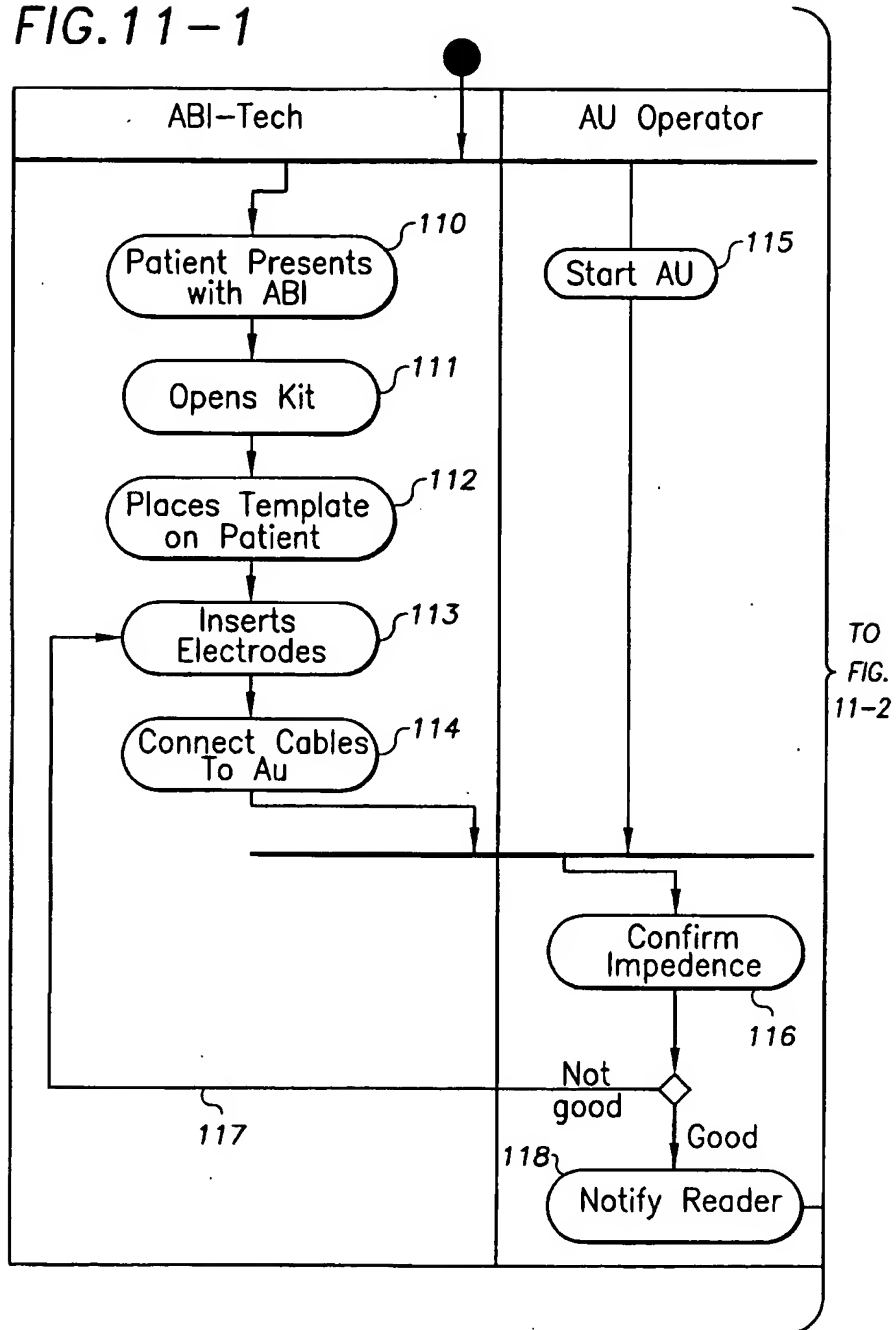 FIG. 11-1
ABI-Tech
AU Operator
110
Patient Presents
with ABI
115
Start AU
111
Opens Kit
112
Places Template
on Patient
113
Inserts
Electrodes
TO
FIG.
11-2
114
Connect Cables
To Au
Confirm
Impedence
116
Not
good
117
Good
118
Notify Reader